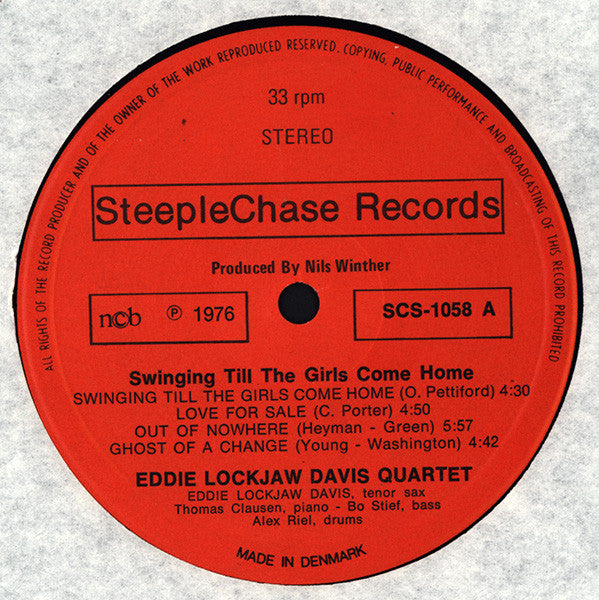 ALL RIGHTS OF THE RECORD PRODUCER AND OF THE OWNER OF THE WORK REPRODUCED RESERVED. COPYING, PUBLIC PERFORMANCE AND BROADCASTING OF THIS RECORD PROHIBITED
33 rpm
STEREO
SteepleChase Records
Produced By Nils Winther
n©b ℗ 1976
SCS-1058 A
Swinging Till The Girls Come Home
SWINGING TILL THE GIRLS COME HOME (O. Pettiford) 4:30
LOVE FOR SALE (C. Porter) 4:50
OUT OF NOWHERE (Heyman - Green) 5:57
GHOST OF A CHANGE (Young - Washington) 4:42
EDDIE LOCKJAW DAVIS QUARTET
EDDIE LOCKJAW DAVIS, tenor sax
Thomas Clausen, piano - Bo Stief, bass
Alex Riel, drums
MADE IN DENMARK